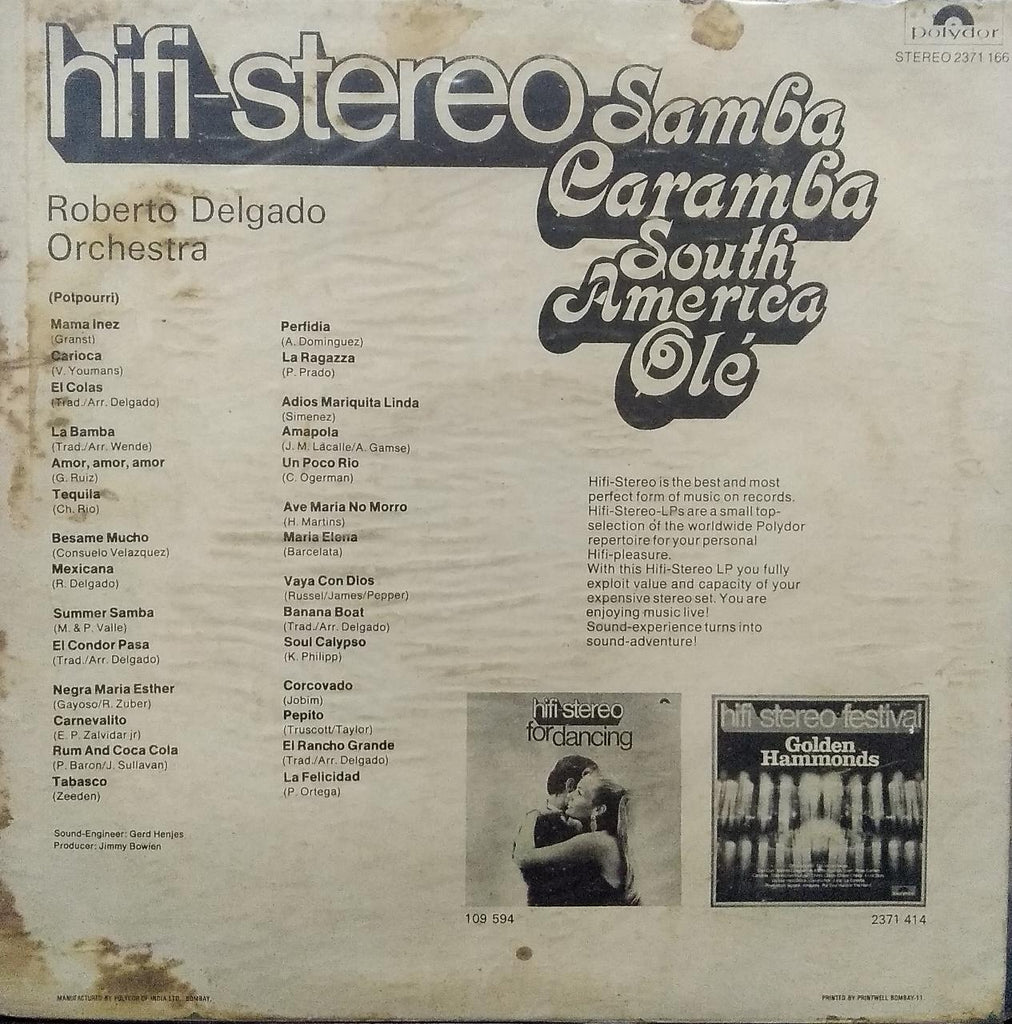 polydor
STEREO 2371 166
hifi-stereo
Samba
Caramba
South
America
Olé
Roberto Delgado
Orchestra
(Potpourri)
Mama Inez
(Granst)
Carioca
(V. Youmans)
El Colas
(Trad./Arr. Delgado)
La Bamba
(Trad./Arr. Wende)
Amor, amor, amor
(G. Ruiz)
Tequila
(Ch. Rio)
Besame Mucho
(Consuelo Velazquez)
Mexicana
(R. Delgado)
Summer Samba
(M. & P. Valle)
El Condor Pasa
(Trad./Arr. Delgado)
Negra Maria Esther
(Gayoso/R. Zuber)
Carnevalito
(E. P. Zalvidar jr)
Rum And Coca Cola
(P. Baron/J. Sullavan)
Tabasco
(Zeeden)
Perfidia
(A. Dominguez)
La Ragazza
(P. Prado)
Adios Mariquita Linda
(Simenez)
Amapola
(J. M. Lacalle/A. Gamse)
Un Poco Rio
(C. Ogerman)
Ave Maria No Morro
(H. Martins)
Maria Elena
(Barcelata)
Vaya Con Dios
(Russel/James/Pepper)
Banana Boat
(Trad./Arr. Delgado)
Soul Calypso
(K. Philipp)
Corcovado
(Jobim)
Pepito
(Truscott/Taylor)
El Rancho Grande
(Trad./Arr. Delgado)
La Felicidad
(P. Ortega)
Sound-Engineer: Gerd Henjes
Producer: Jimmy Bowien
Hifi-Stereo is the best and most
perfect form of music on records.
Hifi-Stereo-LPs are a small top-
selection of the worldwide Polydor
repertoire for your personal
Hifi-pleasure.
With this Hifi-Stereo LP you fully
exploit value and capacity of your
expensive stereo set. You are
enjoying music live!
Sound-experience turns into
sound-adventure!
hifi-stereo
for dancing
109 594
hifi-stereo-festival
Golden
Hammonds
2371 414
MANUFACTURED BY POLYDOR OF INDIA LTD., BOMBAY.
PRINTED BY PRINTWELL BOMBAY-11